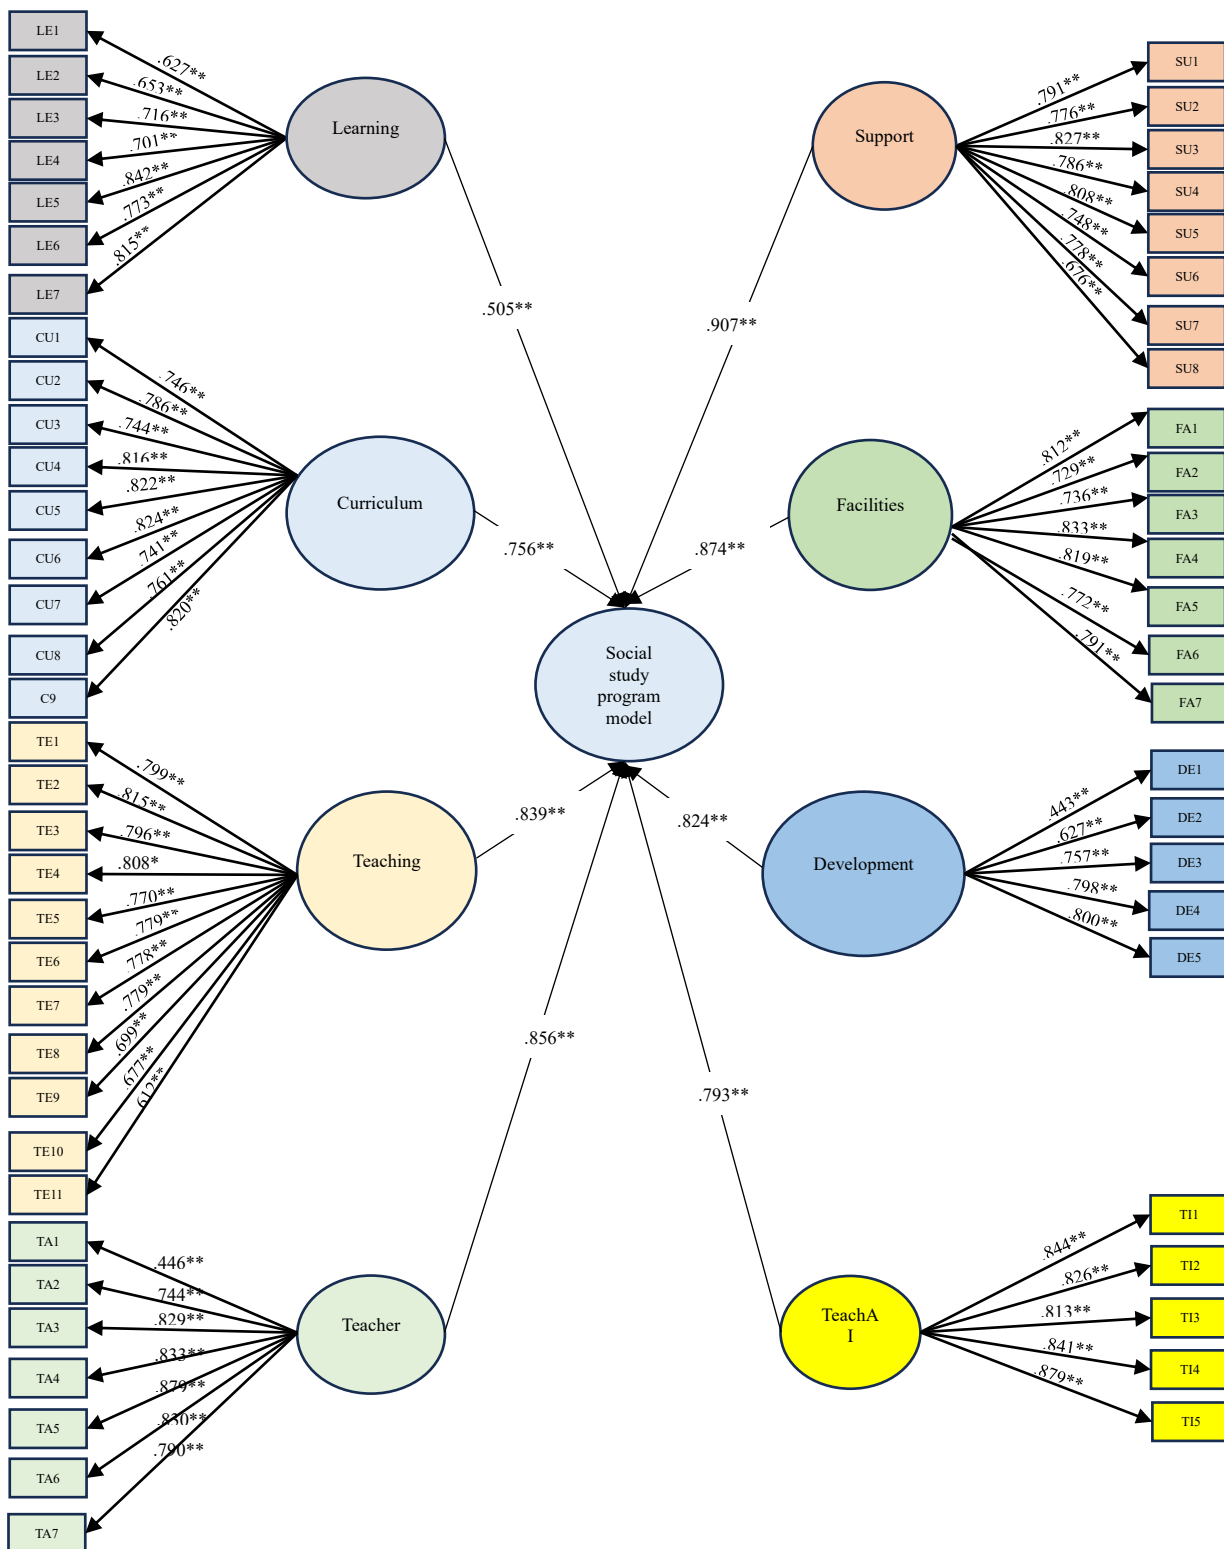 LE1
LE2
LE3
LE4
LE5
LE6
LE7
.627**
.653**
.716**
.701**
.842**
.773**
.815**
Learning
.505**
CU1
CU2
CU3
CU4
CU5
CU6
CU7
CU8
C9
.746**
.786**
.744**
.816**
.822**
.824**
.741**
.761**
.820**
Curriculum
.756**
TE1
TE2
TE3
TE4
TE5
TE6
TE7
TE8
TE9
TE10
TE11
.799**
.815**
.796**
.808*
.770**
.779**
.778**
.779**
.699**
.677**
.612**
Teaching
.839**
TA1
TA2
TA3
TA4
TA5
TA6
TA7
.446**
.744**
.829**
.833**
.879**
.830**
.790**
Teacher
.856**
Social
study
program
model
Support
.907**
.791**
.776**
.827**
.786**
.808**
.748**
.778**
.676**
SU1
SU2
SU3
SU4
SU5
SU6
SU7
SU8
Facilities
.874**
.812**
.729**
.736**
.833**
.819**
.772**
.791**
FA1
FA2
FA3
FA4
FA5
FA6
FA7
Development
.824**
.443**
.627**
.757**
.798**
.800**
DE1
DE2
DE3
DE4
DE5
TeachA
I
.793**
.844**
.826**
.813**
.841**
.879**
TI1
TI2
TI3
TI4
TI5